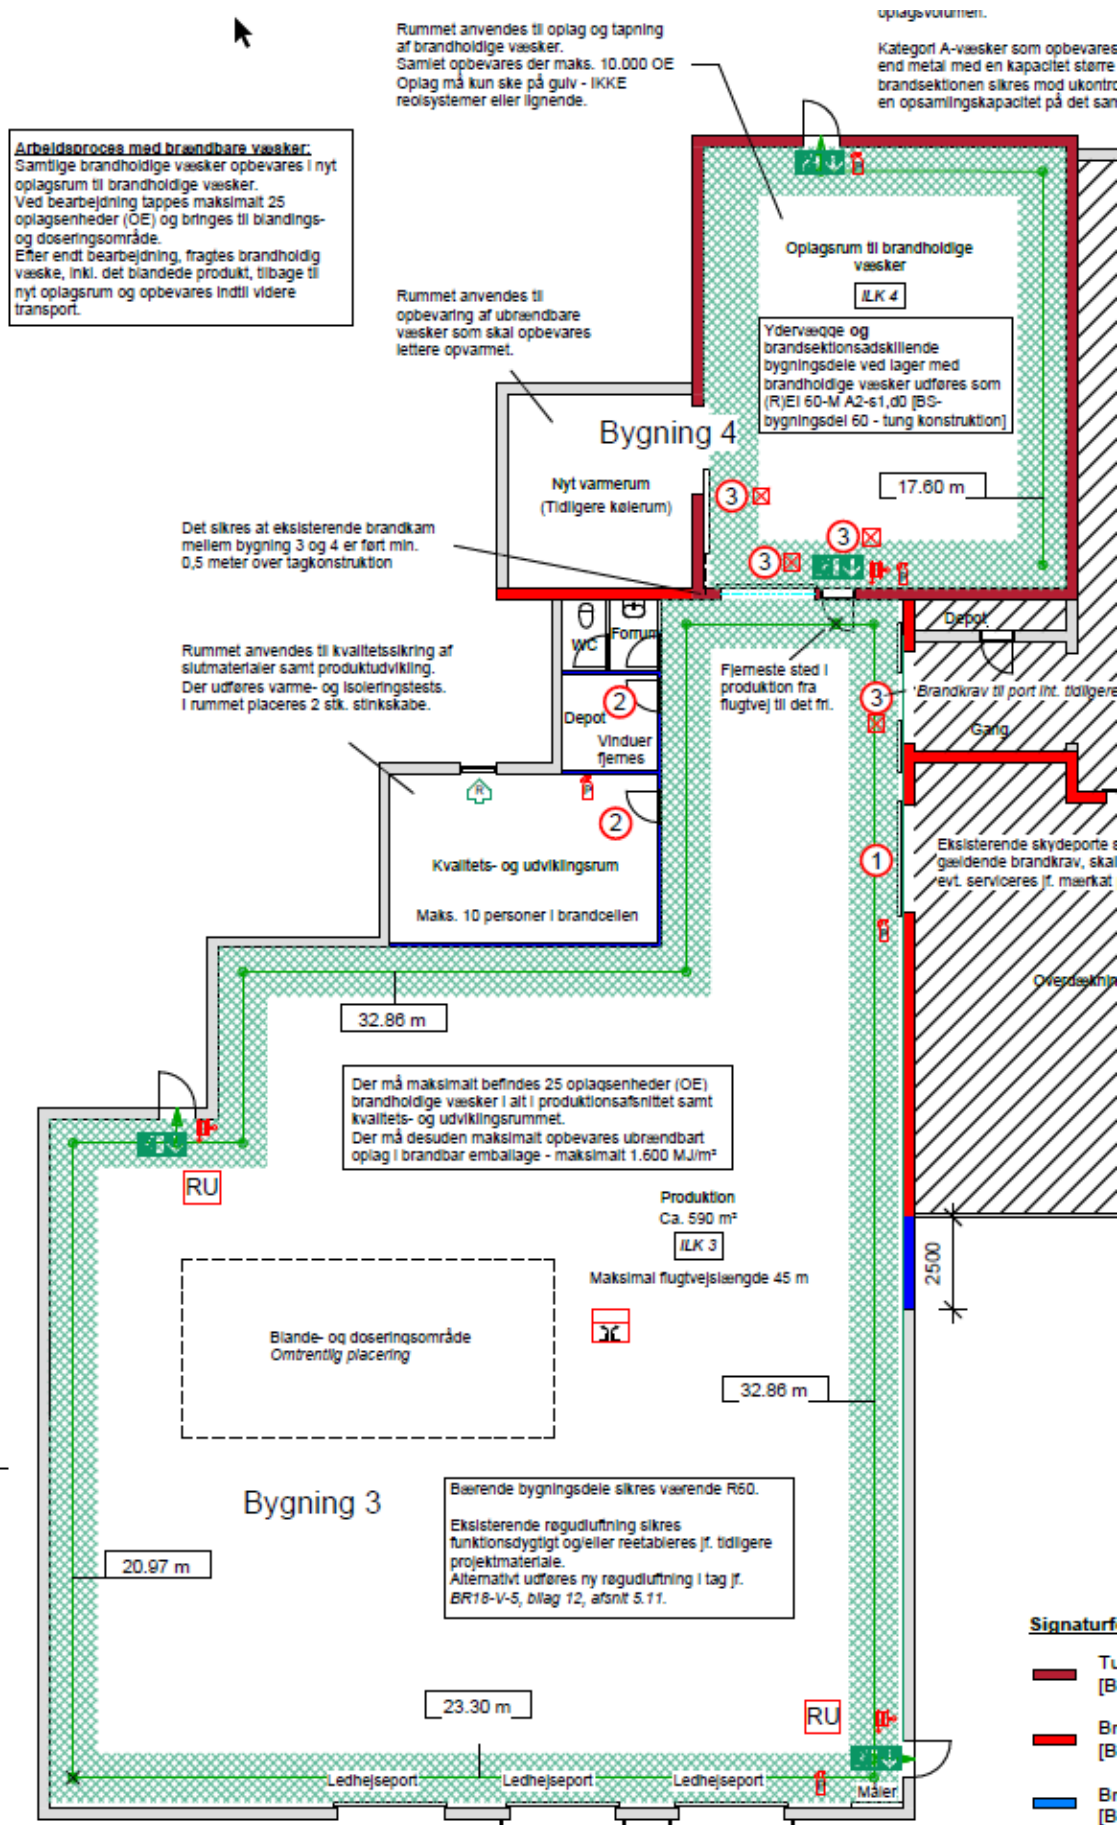 Rummet anvendes til oplag og tapning
af brandholdige væsker.
Samlet opbevares der maks. 10.000 OE
Oplag må kun ske på gulv - IKKE
reolsystemer eller lignende.
oplagsvolumen.
Kategori A-væsker som opbevares
end metal med en kapacitet større
brandsektionen sikres mod
en opsamlingskapacitet på det
Arbejdsproces med brændbare væsker:
Samtlige brandholdige væsker opbevares i nyt
oplagsrum til brandholdige væsker.
Ved bearbejdning tappes maksimalt 25
oplagsenheder (OE) og bringes til blandings-
og doseringsområde.
Efter endt bearbejdning, fragtes brandholdig
væske, inkl. det blandede produkt, tilbage til
nyt oplagsrum og opbevares indtil videre
transport.
Oplagsrum til brandholdige
væsker
ILK 4
Ydervægge og
brandsektionsadskillende
bygningsdele ved lager med
brandholdige væsker udføres som
(R)EI 60-M A2-s1,d0 [BS-
bygningsdel 60 - tung konstruktion]
Rummet anvendes til
opbevaring af ubrændbare
væsker som skal opbevares
lettere opvarmet.
Bygning 4
Nyt varmerum
(Tidligere kølerum)
17.60 m
3
3
3
Det sikres at eksisterende brandkam
mellem bygning 3 og 4 er ført min.
0,5 meter over tagkonstruktion
WC
Forrum
Depot
Rummet anvendes til kvalitetssikring af
slutmaterialer samt produktudvikling.
Der udføres varme- og isoleringstests.
I rummet placeres 2 stk. stinkskabe.
Fjerneste sted i
produktion fra
flugtvej til det fri.
3
Brandkrav til port iht. tidligere
Gang
2
Depot
Vinduer
fjernes
R
2
1
Kvalitets- og udviklingsrum
Maks. 10 personer i brandcellen
Eksisterende skydeporte
gældende brandkrav, skal
evt. serviceres jf. mærkat
32.86 m
Der må maksimalt befindes 25 oplagsenheder (OE)
brandholdige væsker i alt i produktionsafsnittet samt
kvalitets- og udviklingsrummet.
Der må desuden maksimalt opbevares ubrændbart
oplag i brandbar emballage - maksimalt 1.600 MJ/m²
RU
Produktion
Ca. 590 m²
ILK 3
Maksimal flugtvejslængde 45 m
2500
Blande- og doseringsområde
Omtrentlig placering
32.86 m
Bygning 3
Bærende bygningsdele sikres værende R60.
Eksisterende røgudluftning sikres
funktionsdygtigt og/eller reetableres jf. tidligere
projektmateriale.
Alternativt udføres ny røgudluftning i tag jf.
BR18-V-5, bilag 12, afsnit 5.11.
20.97 m
23.30 m
RU
Ledhejseport
Ledhejseport
Ledhejseport
Måler